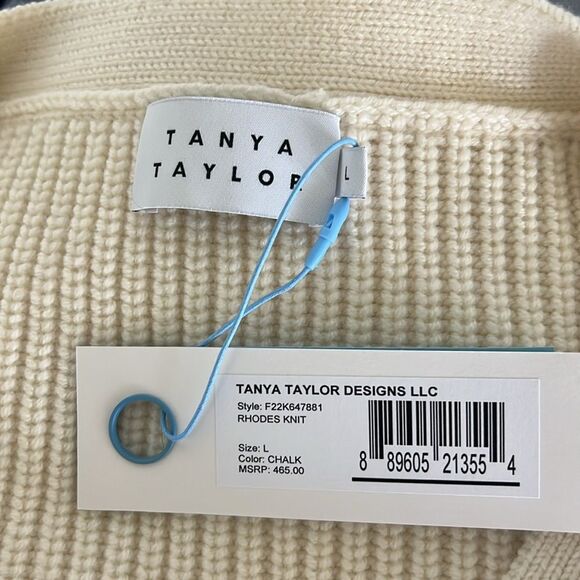 TANYA
TAYLOR
L
TANYA TAYLOR DESIGNS LLC
Style: F22K647881
RHODES KNIT
Size: L
Color: CHALK
MSRP: 465.00
8 89605 21355 4